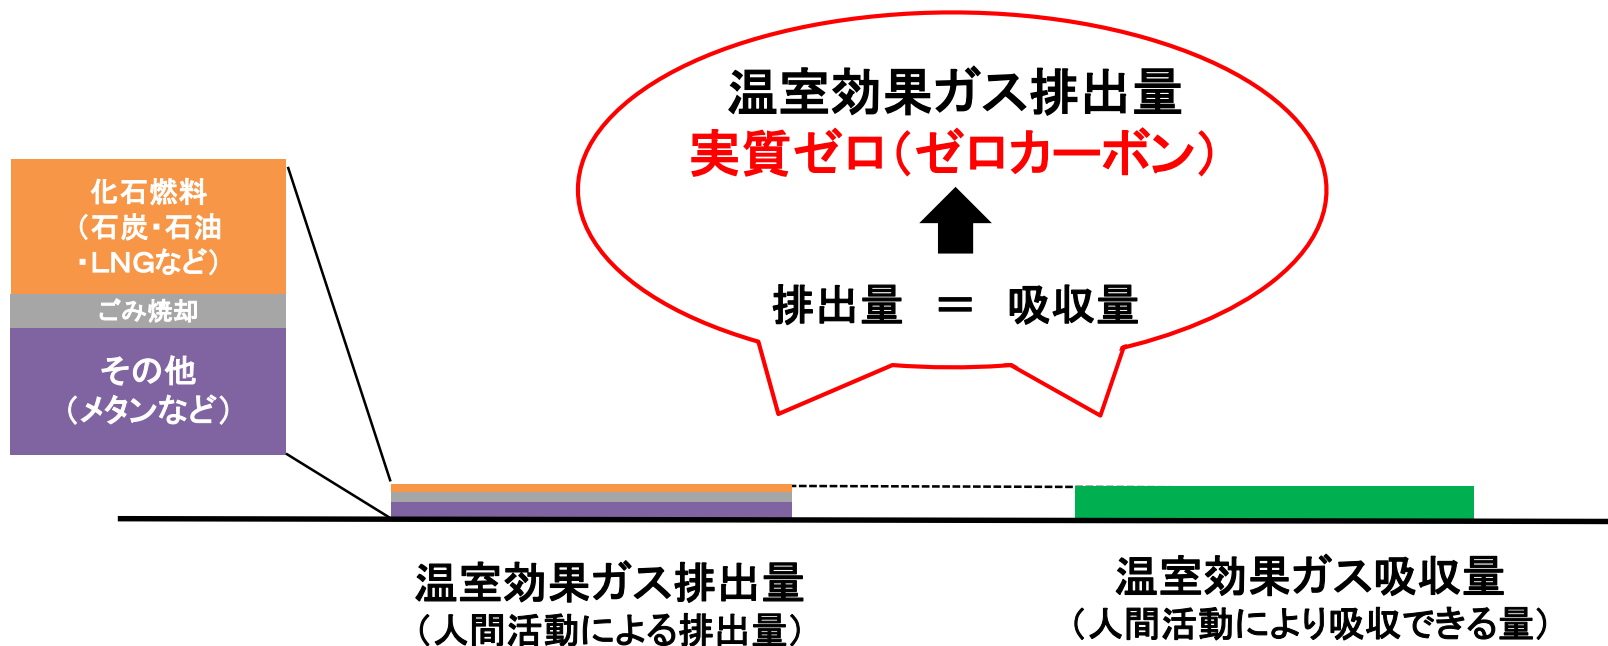 温室効果ガス排出量
実質ゼロ（ゼロカーボン）
排出量 ＝ 吸収量
化石燃料
（石炭・石油
・LNGなど）
ごみ焼却
その他
（メタンなど）
温室効果ガス排出量
（人間活動による排出量）
温室効果ガス吸収量
（人間活動により吸収できる量）